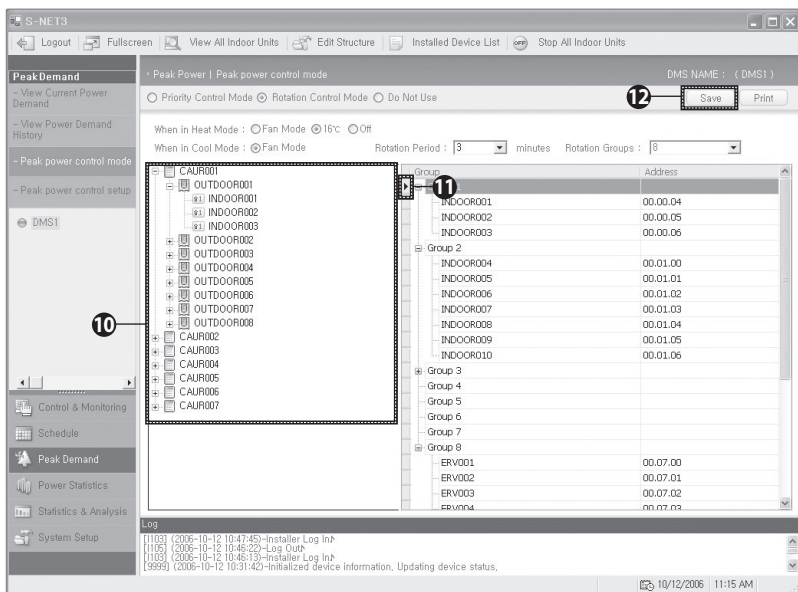 S-NET3
Logout Fullscreen View All Indoor Units Edit Structure Installed Device List OFF Stop All Indoor Units
PeakDemand
- View Current Power Demand
- View Power Demand History
- Peak power control mode
- Peak power control setup
DMS1
Control & Monitoring
Schedule
Peak Demand
Power Statistics
Statistics & Analysis
System Setup
Peak Power | Peak power control mode
DMS NAME : ( DMS1 )
Priority Control Mode Rotation Control Mode Do Not Use
12
Save Print
When in Heat Mode : Fan Mode 16℃ Off
When in Cool Mode : Fan Mode Rotation Period : 3 minutes Rotation Groups : 8
10
CAUR001
OUTDOOR001
INDOOR001
INDOOR002
INDOOR003
OUTDOOR002
OUTDOOR003
OUTDOOR004
OUTDOOR005
OUTDOOR006
OUTDOOR007
OUTDOOR008
CAUR002
CAUR003
CAUR004
CAUR005
CAUR006
CAUR007
11
Group Address
INDOOR001 00.00.04
INDOOR002 00.00.05
INDOOR003 00.00.06
Group 2
INDOOR004 00.01.00
INDOOR005 00.01.01
INDOOR006 00.01.02
INDOOR007 00.01.03
INDOOR008 00.01.04
INDOOR009 00.01.05
INDOOR010 00.01.06
Group 3
Group 4
Group 5
Group 6
Group 7
Group 8
ERV001 00.07.00
ERV002 00.07.01
ERV003 00.07.02
ERV004 00.07.03
Log
[1103] (2006-10-12 10:47:45)-Installer Log In
[1105] (2006-10-12 10:46:22)-Log Out
[1103] (2006-10-12 10:46:13)-Installer Log In
[9999] (2006-10-12 10:31:42)-Initialized device information, Updating device status,
10/12/2006 11:15 AM